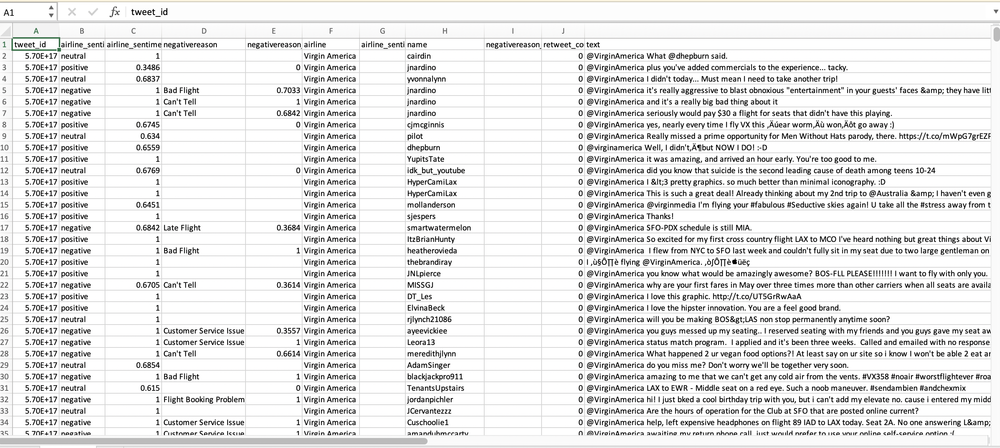 A1 fx tweet_id
A B C D E F G H I J
1 tweet_id airline_senti airline_sentime negativereason negativereason_ airline airline_senti name negativereason_ retweet_co text
2 5.70E+17 neutral 1 Virgin America cairdin 0 @VirginAmerica What @dhepburn said.
3 5.70E+17 positive 0.3486 0 Virgin America jnardino 0 @VirginAmerica plus you've added commercials to the experience... tacky.
4 5.70E+17 neutral 0.6837 Virgin America yvonnalynn 0 @VirginAmerica I didn't today... Must mean I need to take another trip!
5 5.70E+17 negative 1 Bad Flight 0.7033 Virgin America jnardino 0 @VirginAmerica it's really aggressive to blast obnoxious "entertainment" in your guests' faces &amp; they have litt
6 5.70E+17 negative 1 Can't Tell 1 Virgin America jnardino 0 @VirginAmerica and it's a really big bad thing about it
7 5.70E+17 negative 1 Can't Tell 0.6842 Virgin America jnardino 0 @VirginAmerica seriously would pay $30 a flight for seats that didn't have this playing.
8 5.70E+17 positive 0.6745 0 Virgin America cjmcginnis 0 @VirginAmerica yes, nearly every time I fly VX this ‚Äúear worm‚Äù won‚Äôt go away :)
9 5.70E+17 neutral 0.634 Virgin America pilot 0 @VirginAmerica Really missed a prime opportunity for Men Without Hats parody, there. https://t.co/mWpG7grEZP
10 5.70E+17 positive 0.6559 Virgin America dhepburn 0 @virginamerica Well, I didn't‚Ä¶but NOW I DO! :-D
11 5.70E+17 positive 1 Virgin America YupitsTate 0 @VirginAmerica it was amazing, and arrived an hour early. You're too good to me.
12 5.70E+17 neutral 0.6769 0 Virgin America idk_but_youtube 0 @VirginAmerica did you know that suicide is the second leading cause of death among teens 10-24
13 5.70E+17 positive 1 Virgin America HyperCamiLax 0 @VirginAmerica I &lt;3 pretty graphics. so much better than minimal iconography. :D
14 5.70E+17 positive 1 Virgin America HyperCamiLax 0 @VirginAmerica This is such a great deal! Already thinking about my 2nd trip to @Australia &amp; I haven't even g
15 5.70E+17 positive 0.6451 Virgin America mollanderson 0 @VirginAmerica @virginmedia I'm flying your #fabulous #Seductive skies again! U take all the #stress away from t
16 5.70E+17 positive 1 Virgin America sjespers 0 @VirginAmerica Thanks!
17 5.70E+17 negative 0.6842 Late Flight 0.3684 Virgin America smartwatermelon 0 @VirginAmerica SFO-PDX schedule is still MIA.
18 5.70E+17 positive 1 Virgin America ItzBrianHunty 0 @VirginAmerica So excited for my first cross country flight LAX to MCO I've heard nothing but great things about Vi
19 5.70E+17 negative 1 Bad Flight 1 Virgin America heatherovieda 0 @VirginAmerica  I flew from NYC to SFO last week and couldn't fully sit in my seat due to two large gentleman on
20 5.70E+17 positive 1 Virgin America thebrandiray 0 I ‚ù§Ô∏è flying @VirginAmerica. ‚ò∫Ô∏èüëç
21 5.70E+17 positive 1 Virgin America JNLpierce 0 @VirginAmerica you know what would be amazingly awesome? BOS-FLL PLEASE!!!!!!! I want to fly with only you.
22 5.70E+17 negative 0.6705 Can't Tell 0.3614 Virgin America MISSGJ 0 @VirginAmerica why are your first fares in May over three times more than other carriers when all seats are availa
23 5.70E+17 positive 1 Virgin America DT_Les 0 @VirginAmerica I love this graphic. http://t.co/UT5GrRwAaA
24 5.70E+17 positive 1 Virgin America ElvinaBeck 0 @VirginAmerica I love the hipster innovation. You are a feel good brand.
25 5.70E+17 neutral 1 Virgin America rjlynch21086 0 @VirginAmerica will you be making BOS&gt;LAS non stop permanently anytime soon?
26 5.70E+17 negative 1 Customer Service Issue 0.3557 Virgin America ayeevickiee 0 @VirginAmerica you guys messed up my seating.. I reserved seating with my friends and you guys gave my seat aw
27 5.70E+17 negative 1 Customer Service Issue 1 Virgin America Leora13 0 @VirginAmerica status match program.  I applied and it's been three weeks.  Called and emailed with no response.
28 5.70E+17 negative 1 Can't Tell 0.6614 Virgin America meredithjlynn 0 @VirginAmerica What happened 2 ur vegan food options?! At least say on ur site so i know I won't be able 2 eat an
29 5.70E+17 neutral 0.6854 Virgin America AdamSinger 0 @VirginAmerica do you miss me? Don't worry we'll be together very soon.
30 5.70E+17 negative 1 Bad Flight 1 Virgin America blackjackpro911 0 @VirginAmerica amazing to me that we can't get any cold air from the vents. #VX358 #noair #worstflightever #roa
31 5.70E+17 neutral 0.615 0 Virgin America TenantsUpstairs 0 @VirginAmerica LAX to EWR - Middle seat on a red eye. Such a noob maneuver. #sendambien #andchexmix
32 5.70E+17 negative 1 Flight Booking Problem 1 Virgin America jordanpichler 0 @VirginAmerica hi! I just bked a cool birthday trip with you, but i can't add my elevate no. cause i entered my midd
33 5.70E+17 neutral 1 Virgin America JCervantezzz 0 @VirginAmerica Are the hours of operation for the Club at SFO that are posted online current?
34 5.70E+17 negative 1 Customer Service Issue 1 Virgin America Cuschoolie1 0 @VirginAmerica help, left expensive headphones on flight 89 IAD to LAX today. Seat 2A. No one answering L&amp;
35 5.70E+17 negative 1 Customer Service Issue 1 Virgin America amanduhmccarty 0 @VirginAmerica awaiting my return phone call, just would prefer to use your online self-service option :(